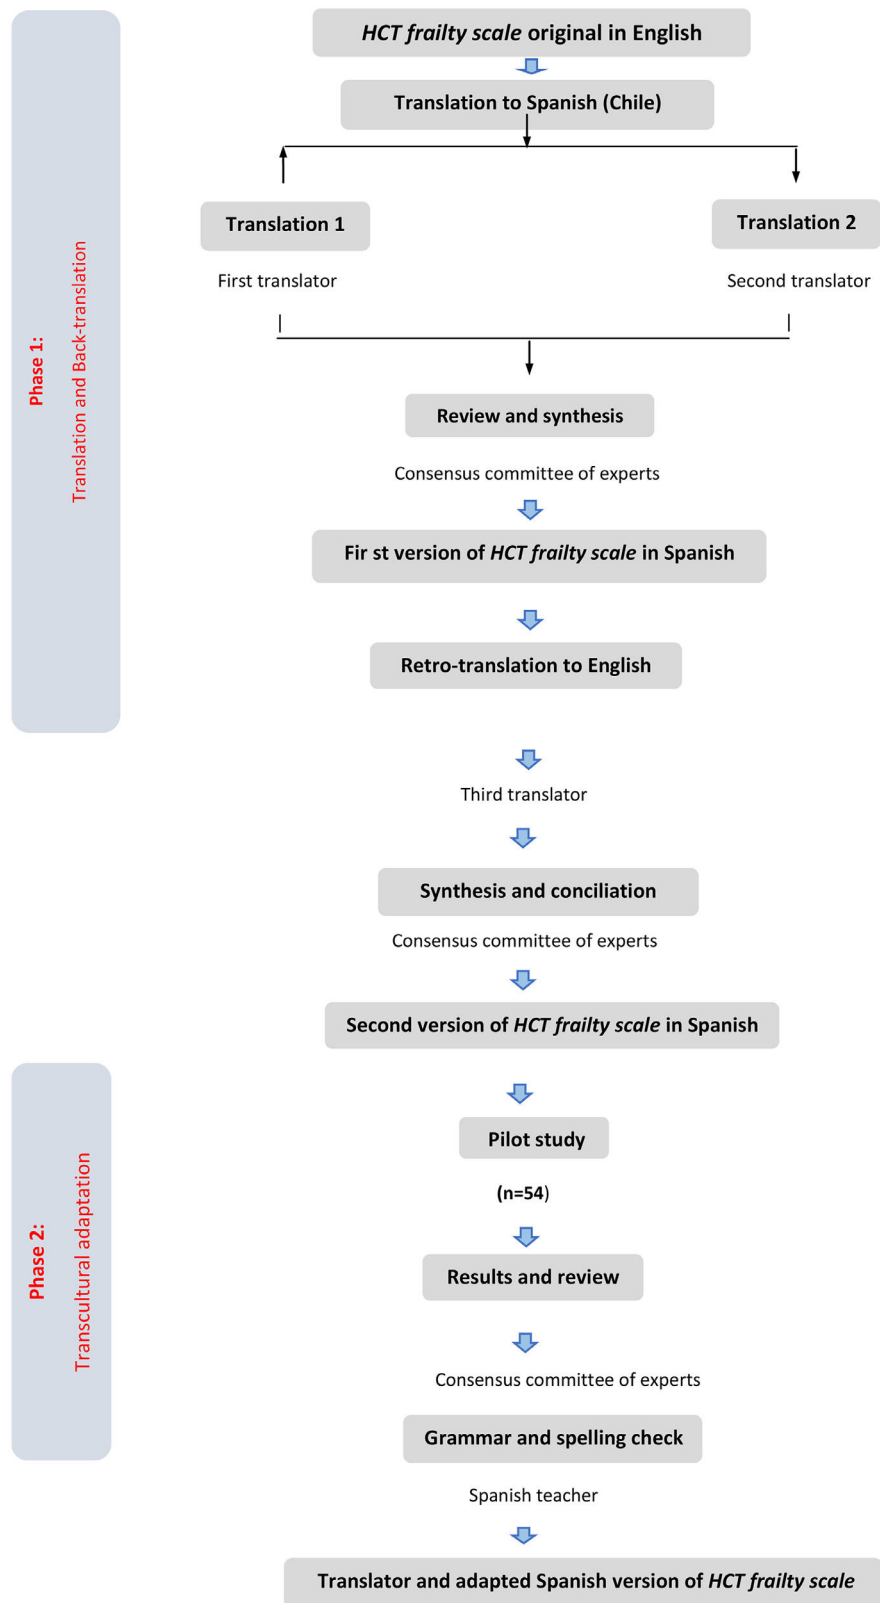 HCT frailty scale original in English
Translation to Spanish (Chile)
Translation 1
Translation 2
First translator
Second translator
Phase 1:
Translation and Back-translation
Review and synthesis
Consensus committee of experts
Fir st version of HCT frailty scale in Spanish
Retro-translation to English
Third translator
Synthesis and conciliation
Consensus committee of experts
Second version of HCT frailty scale in Spanish
Phase 2:
Transcultural adaptation
Pilot study
(n=54)
Results and review
Consensus committee of experts
Grammar and spelling check
Spanish teacher
Translator and adapted Spanish version of HCT frailty scale